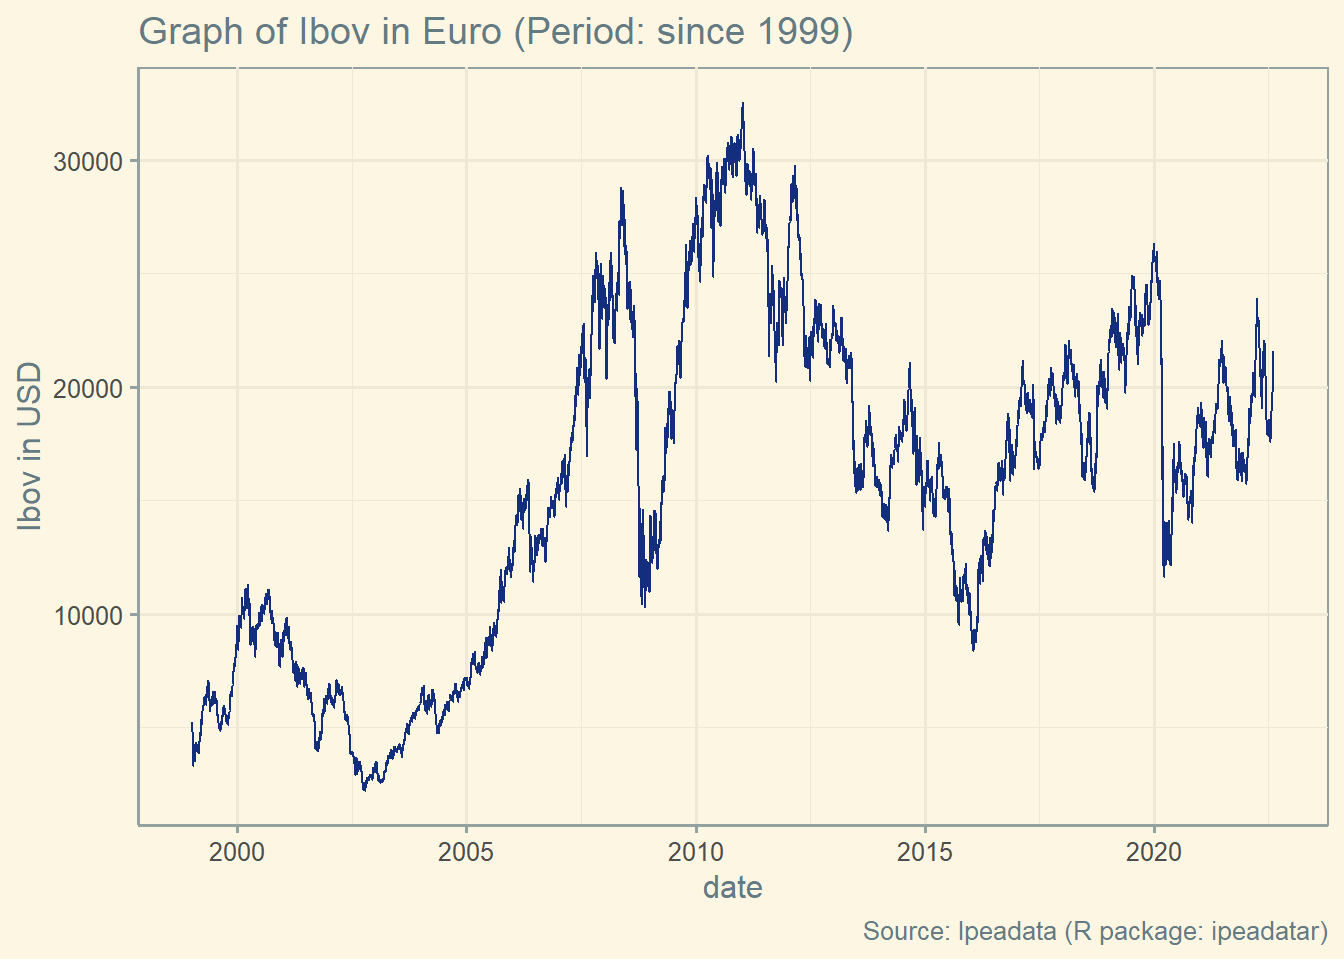 Graph of Ibov in Euro (Period: since 1999)
Ibov in USD
30000
20000
10000
2000 2005 2010 2015 2020
date
Source: Ipeadata (R package: ipeadatar)